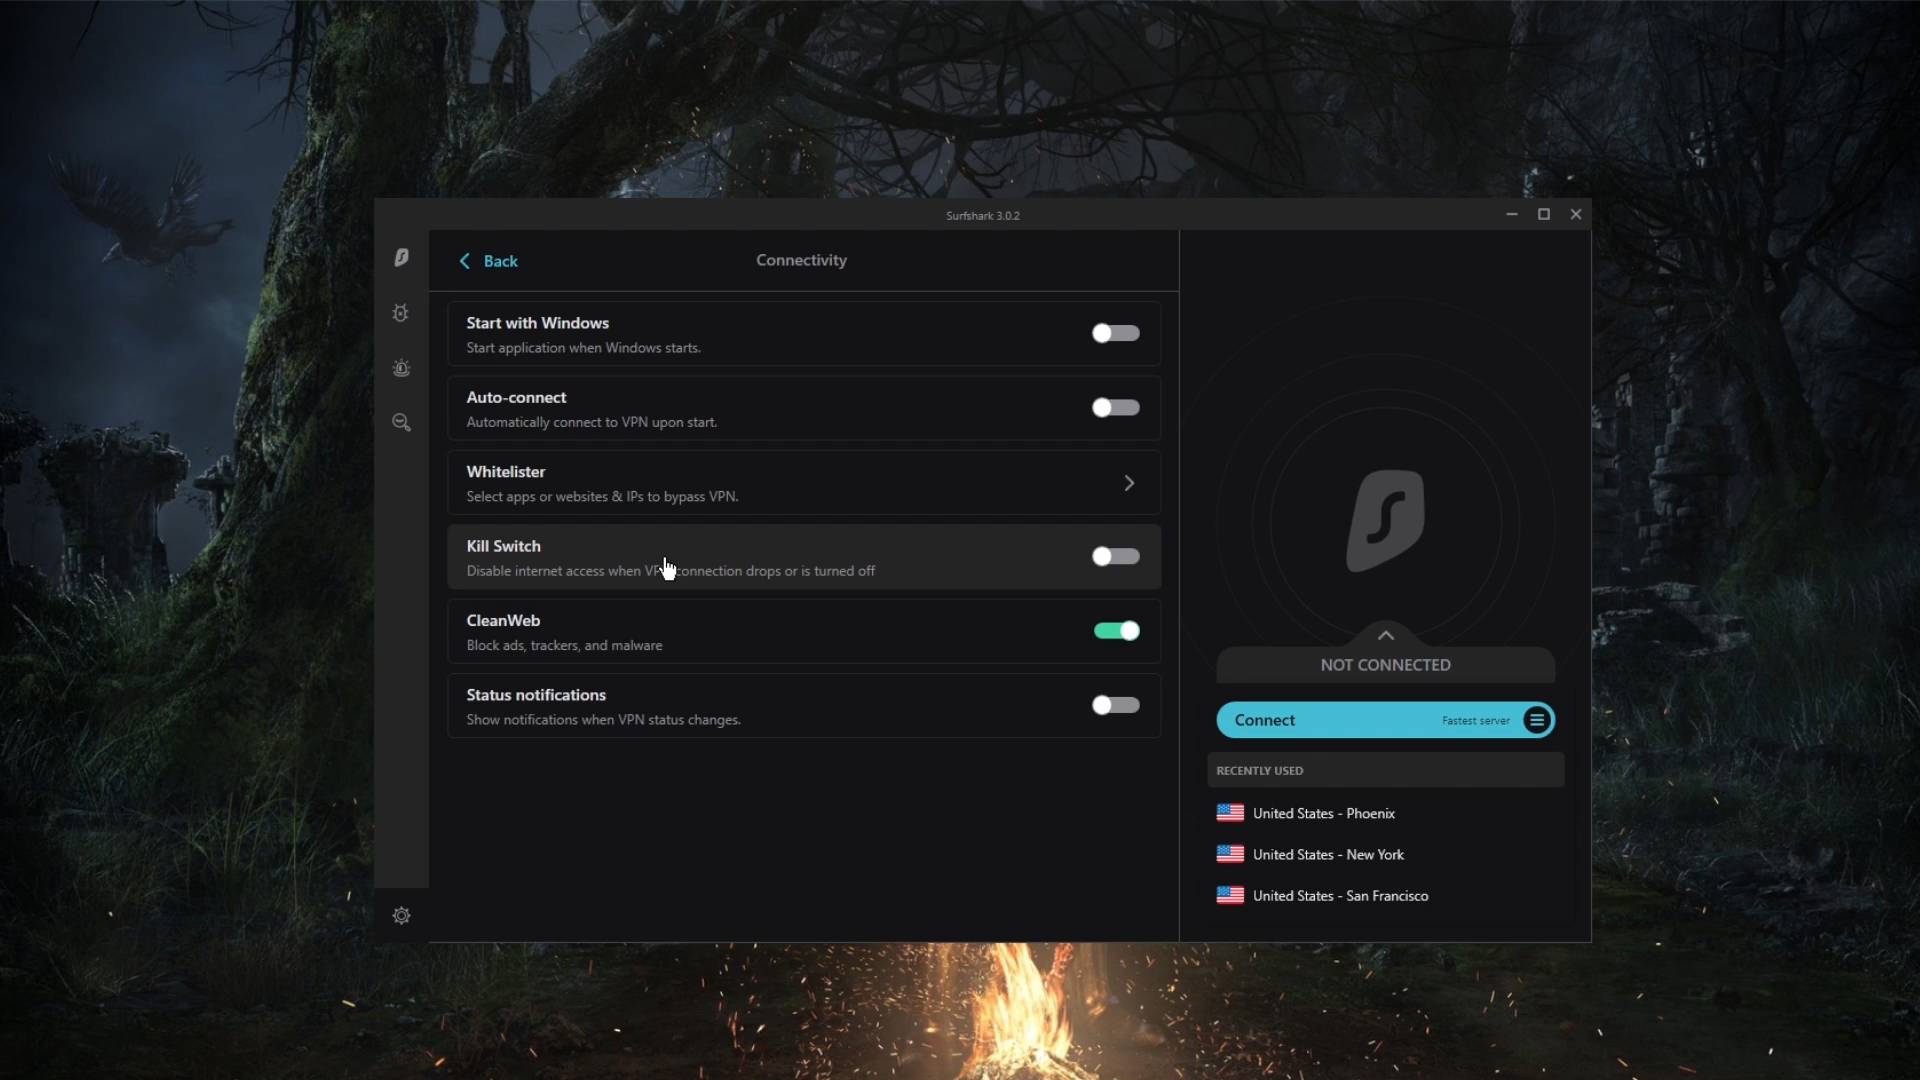 Surfshark 3.0.2
Back
Connectivity
Start with Windows
Start application when Windows starts.
Auto-connect
Automatically connect to VPN upon start.
Whitelister
Select apps or websites & IPs to bypass VPN.
Kill Switch
Disable internet access when VPN connection drops or is turned off
CleanWeb
Block ads, trackers, and malware
Status notifications
Show notifications when VPN status changes.
NOT CONNECTED
Connect
Fastest server
RECENTLY USED
United States - Phoenix
United States - New York
United States - San Francisco